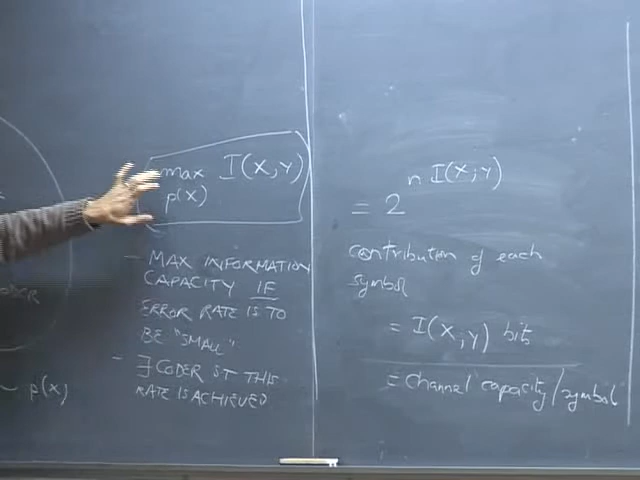 max I(X;Y)
p(X)
- MAX INFORMATION
CAPACITY IF
ERROR RATE IS TO
BE "SMALL"
- ∃ CODER ST THIS
RATE IS ACHIEVED
~ p(x)
= 2^{n I(X;Y)}
contribution of each
symbol
= I(X;Y) bits
= channel capacity/symbol